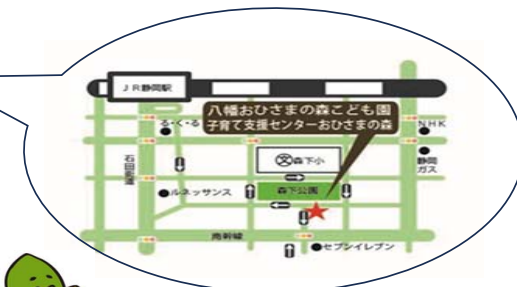 JR静岡駅
八幡おひさまの森こども園
子育て支援センターおひさまの森
る・く・る
NHK
石田街道
文森下小
静岡
ガス
ルネッサンス
森下公園
南幹線
セブンイレブン